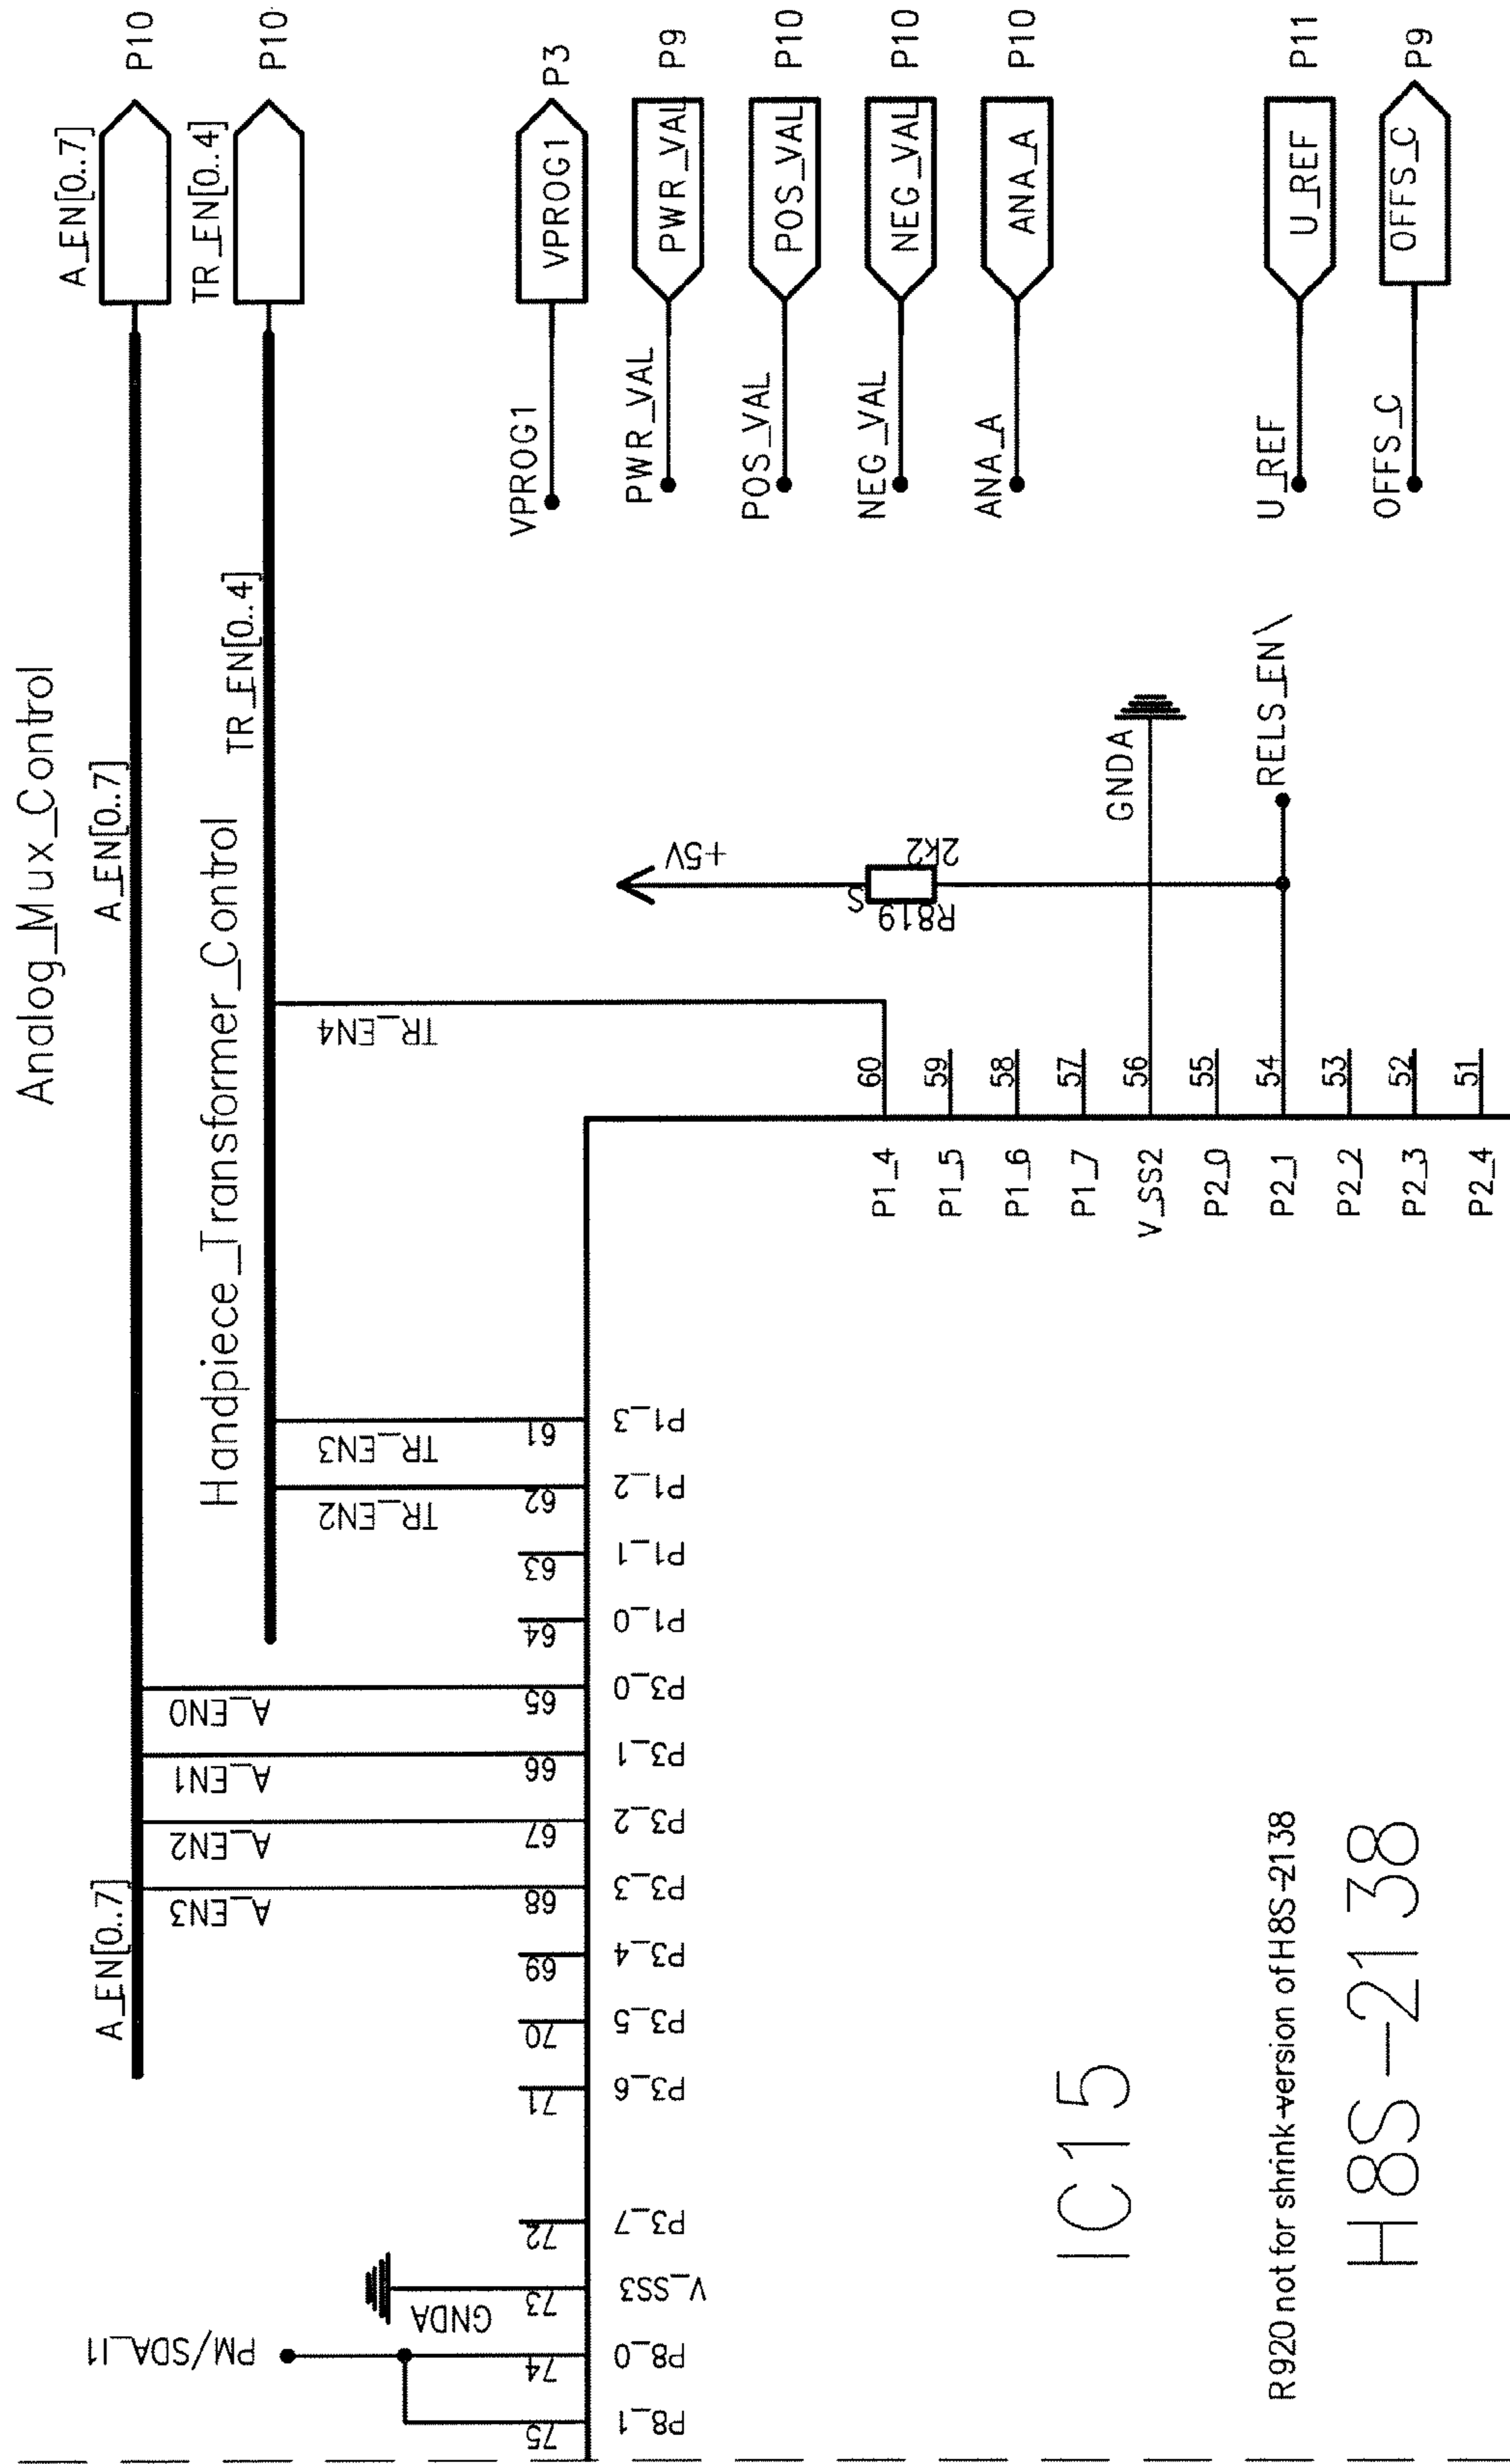 Analog_Mux_Control
A_EN[0..7]
A_EN[0..7]
A_EN[0..7]
P10
Handpiece_Transformer_Control
TR_EN[0..4]
TR_EN[0..4]
P10
VPROG1
VPROG1
P3
PWR_VAL
PWR_VAL
P9
POS_VAL
POS_VAL
P10
NEG_VAL
NEG_VAL
P10
ANA_A
ANA_A
P10
U_REF
U_REF
P11
OFFS_C
OFFS_C
P9
PM/SDA_I1
GNDA
A_EN3
A_EN2
A_EN1
A_EN0
TR_EN2
TR_EN3
TR_EN4
75 P8_1
74 P8_0
73 V_SS3
72 P3_7
71 P3_6
70 P3_5
69 P3_4
68 P3_3
67 P3_2
66 P3_1
65 P3_0
64 P1_0
63 P1_1
62 P1_2
61 P1_3
P1_4 60
P1_5 59
P1_6 58
P1_7 57
V_SS2 56
P2_0 55
P2_1 54
P2_2 53
P2_3 52
P2_4 51
+5V
S
R819
2k2
GNDA
RELS_EN\
IC15
R920 not for shrink-version of H8S-2138
H8S-2138